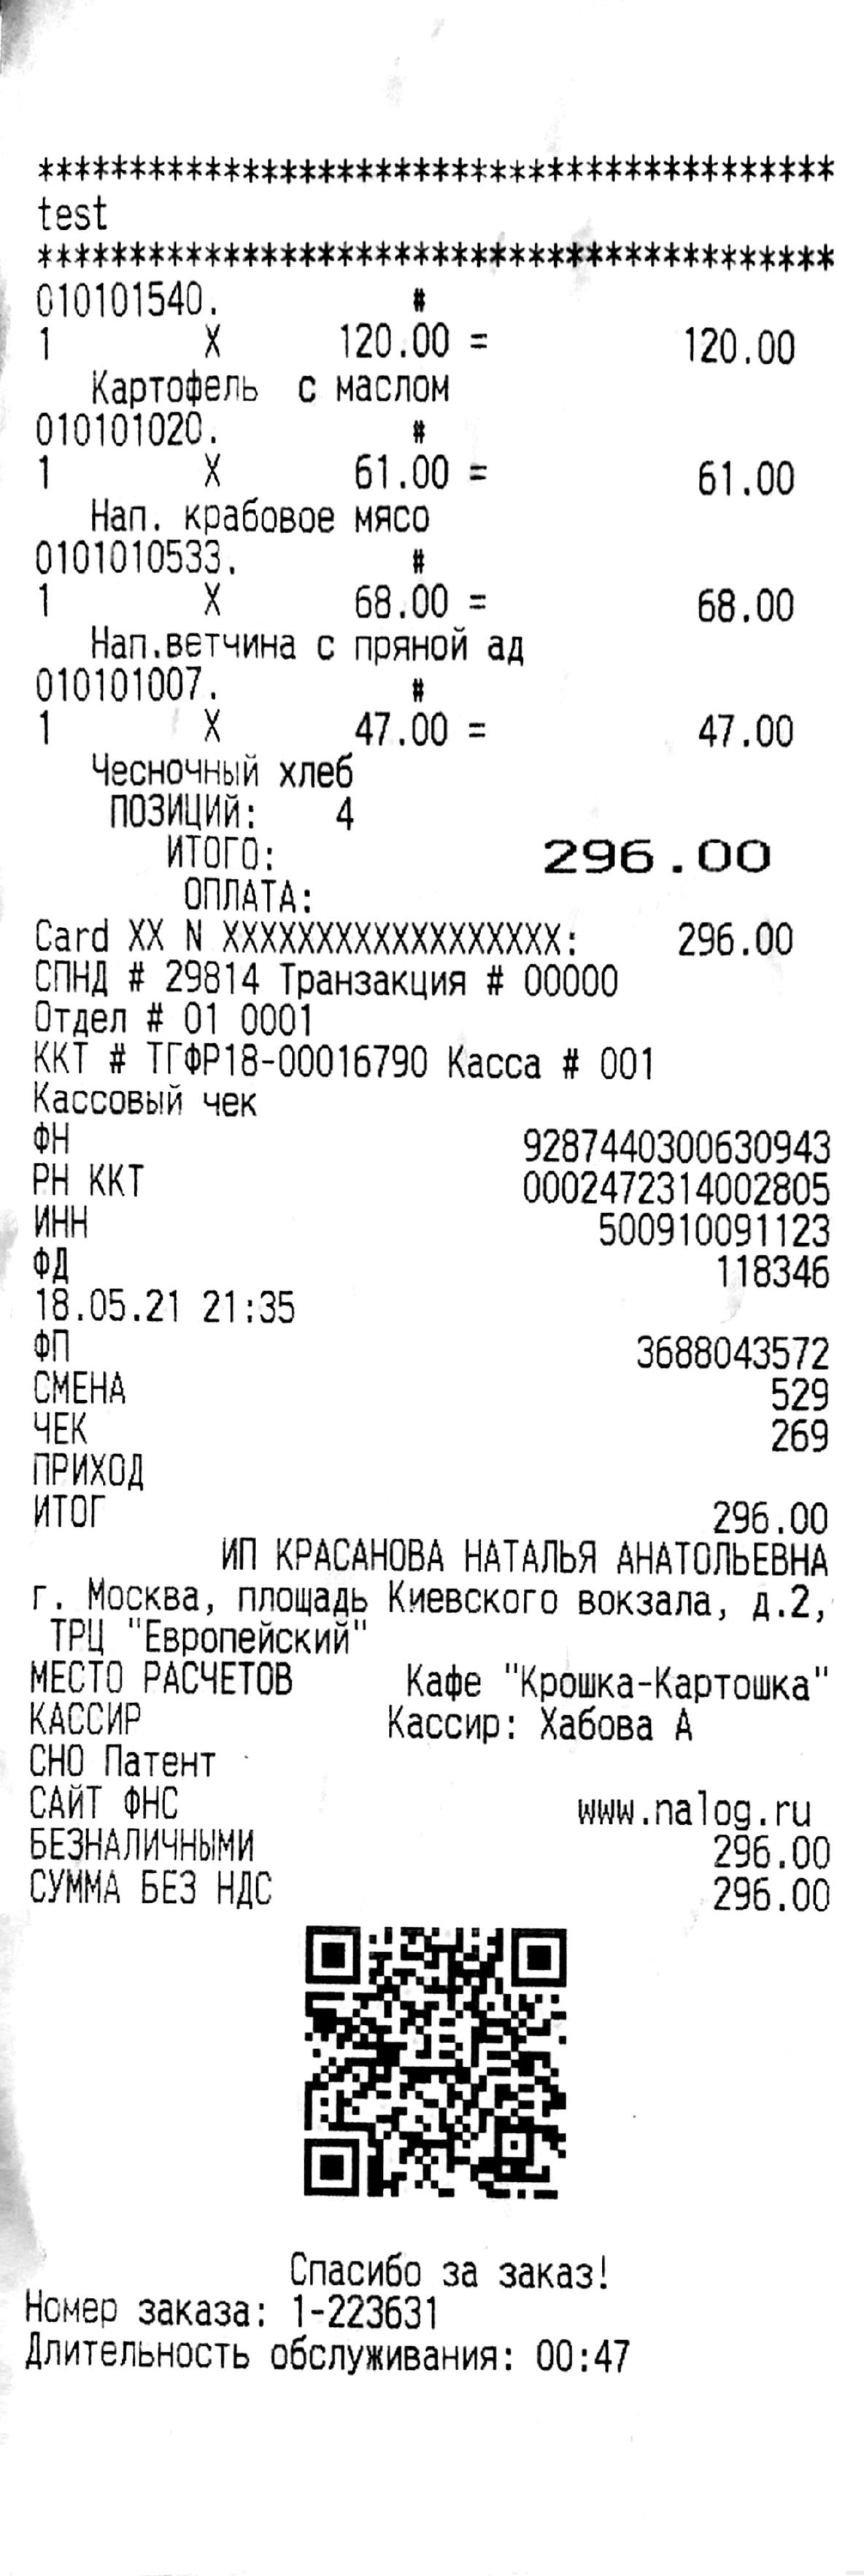 *******************************************
test
*******************************************
010101540. #
1 X 120.00 = 120.00
Картофель с маслом
010101020. #
1 X 61.00 = 61.00
Нап. крабовое мясо
0101010533. #
1 X 68.00 = 68.00
Нап.ветчина с пряной ад
010101007. #
1 X 47.00 = 47.00
Чесночный хлеб
ПОЗИЦИЙ: 4
ИТОГО: 296.00
ОПЛАТА:
Card XX N XXXXXXXXXXXXXXXXXX: 296.00
СПНД # 29814 Транзакция # 00000
Отдел # 01 0001
ККТ # ТГФР18-00016790 Касса # 001
Кассовый чек
ФН 9287440300630943
РН ККТ 0002472314002805
ИНН 500910091123
ФД 118346
18.05.21 21:35
ФП 3688043572
СМЕНА 529
ЧЕК 269
ПРИХОД
ИТОГ 296.00
ИП КРАСАНОВА НАТАЛЬЯ АНАТОЛЬЕВНА
г. Москва, площадь Киевского вокзала, д.2,
ТРЦ "Европейский"
МЕСТО РАСЧЕТОВ Кафе "Крошка-Картошка"
КАССИР Кассир: Хабова А
СНО Патент
САЙТ ФНС www.nalog.ru
БЕЗНАЛИЧНЫМИ 296.00
СУММА БЕЗ НДС 296.00
Спасибо за заказ!
Номер заказа: 1-223631
Длительность обслуживания: 00:47